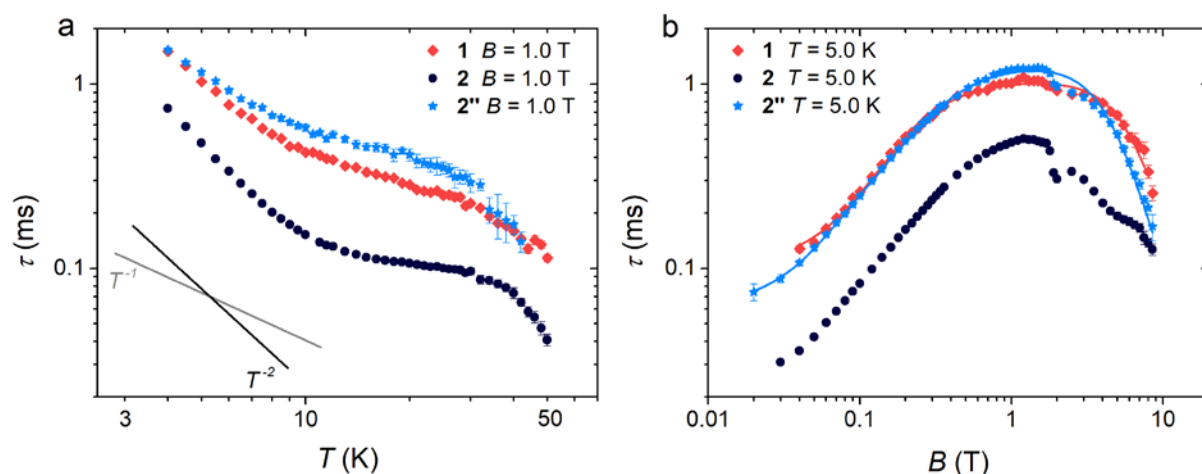 a
τ (ms)
1
0.1
3
10
50
T (K)
1 B = 1.0 T
2 B = 1.0 T
2" B = 1.0 T
T⁻¹
T⁻²
b
τ (ms)
1
0.1
0.01
0.1
1
10
B (T)
1 T = 5.0 K
2 T = 5.0 K
2" T = 5.0 K